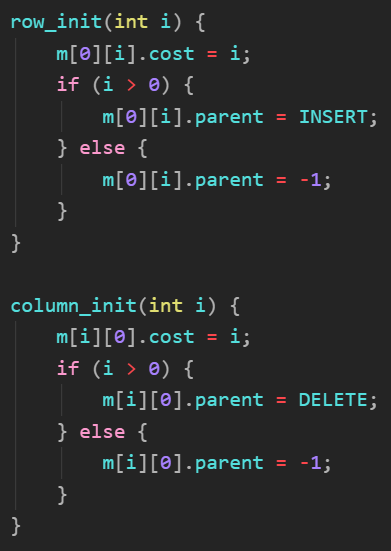 row_init(int i) {
    m[0][i].cost = i;
    if (i > 0) {
        m[0][i].parent = INSERT;
    } else {
        m[0][i].parent = -1;
    }
}

column_init(int i) {
    m[i][0].cost = i;
    if (i > 0) {
        m[i][0].parent = DELETE;
    } else {
        m[i][0].parent = -1;
    }
}